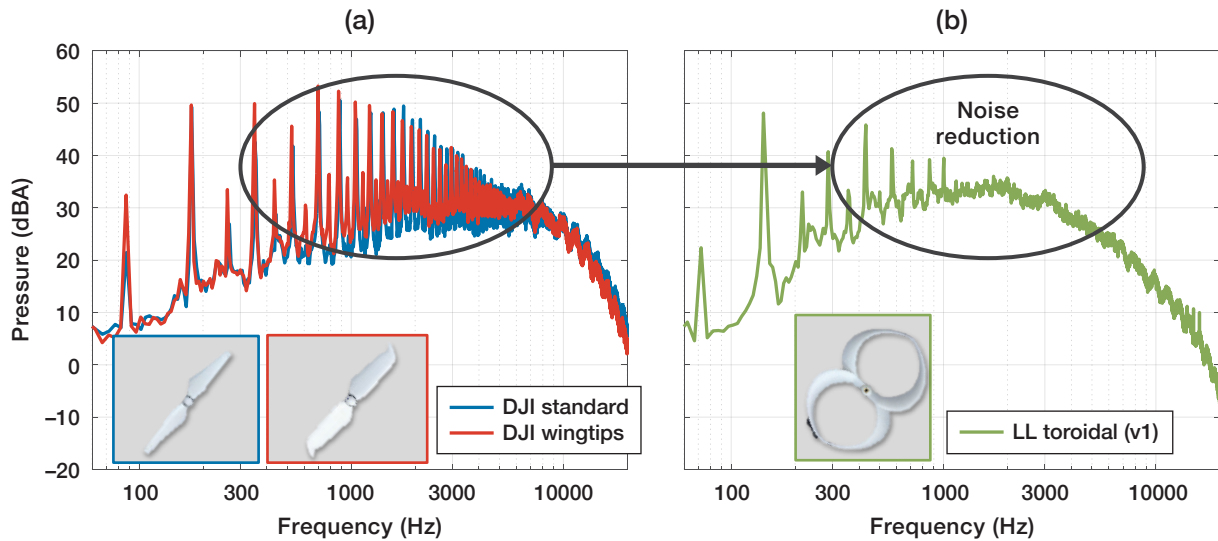 (a)
(b)
60
50
40
30
20
10
0
−10
−20
Pressure (dBA)
100
300
1000
3000
10000
Frequency (Hz)
DJI standard
DJI wingtips
Noise
reduction
100
300
1000
3000
10000
Frequency (Hz)
LL toroidal (v1)